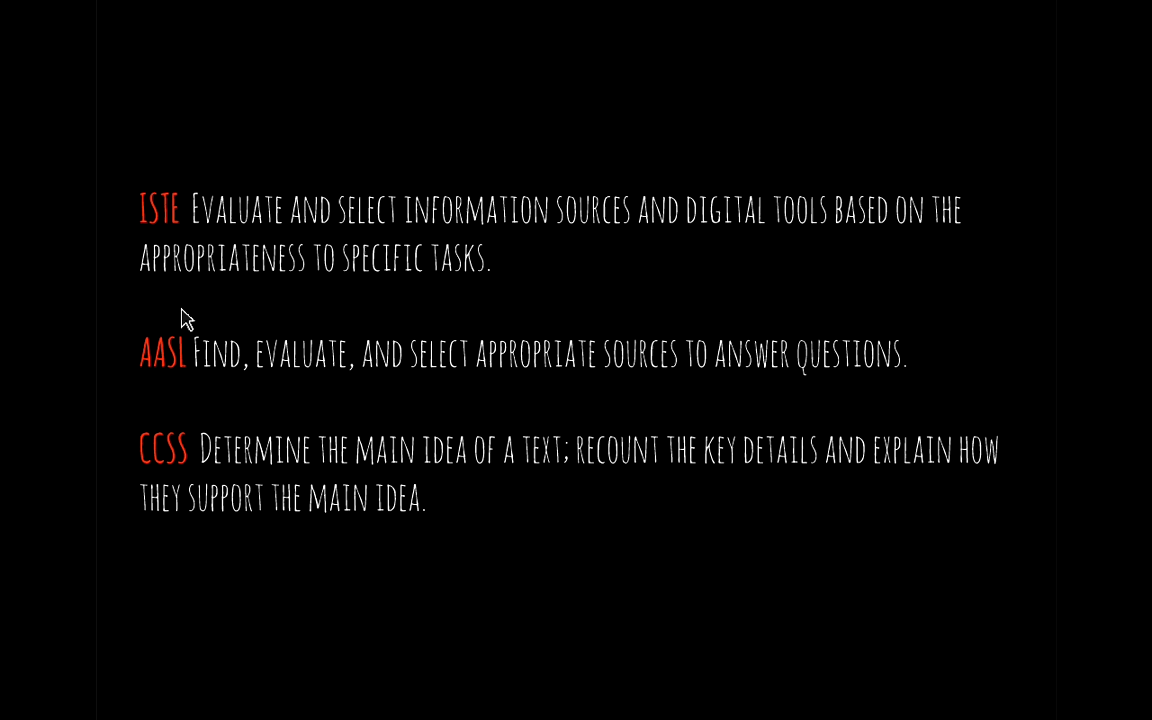 ISTE Evaluate and select information sources and digital tools based on the
appropriateness to specific tasks.
AASL Find, evaluate, and select appropriate sources to answer questions.
CCSS Determine the main idea of a text; recount the key details and explain how
they support the main idea.